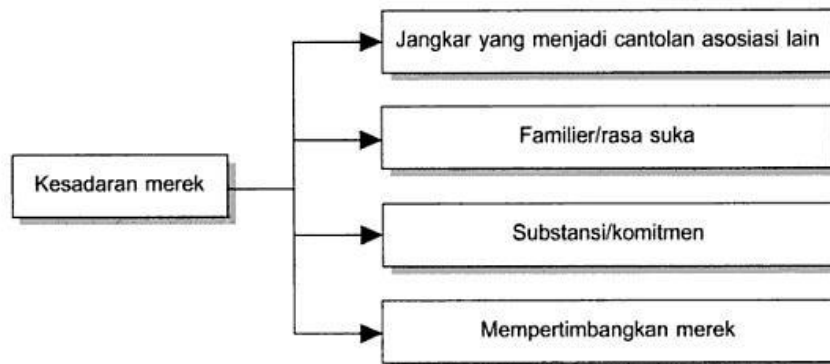 Jangkar yang menjadi cantolan asosiasi lain
Familier/rasa suka
Kesadaran merek
Substansi/komitmen
Mempertimbangkan merek